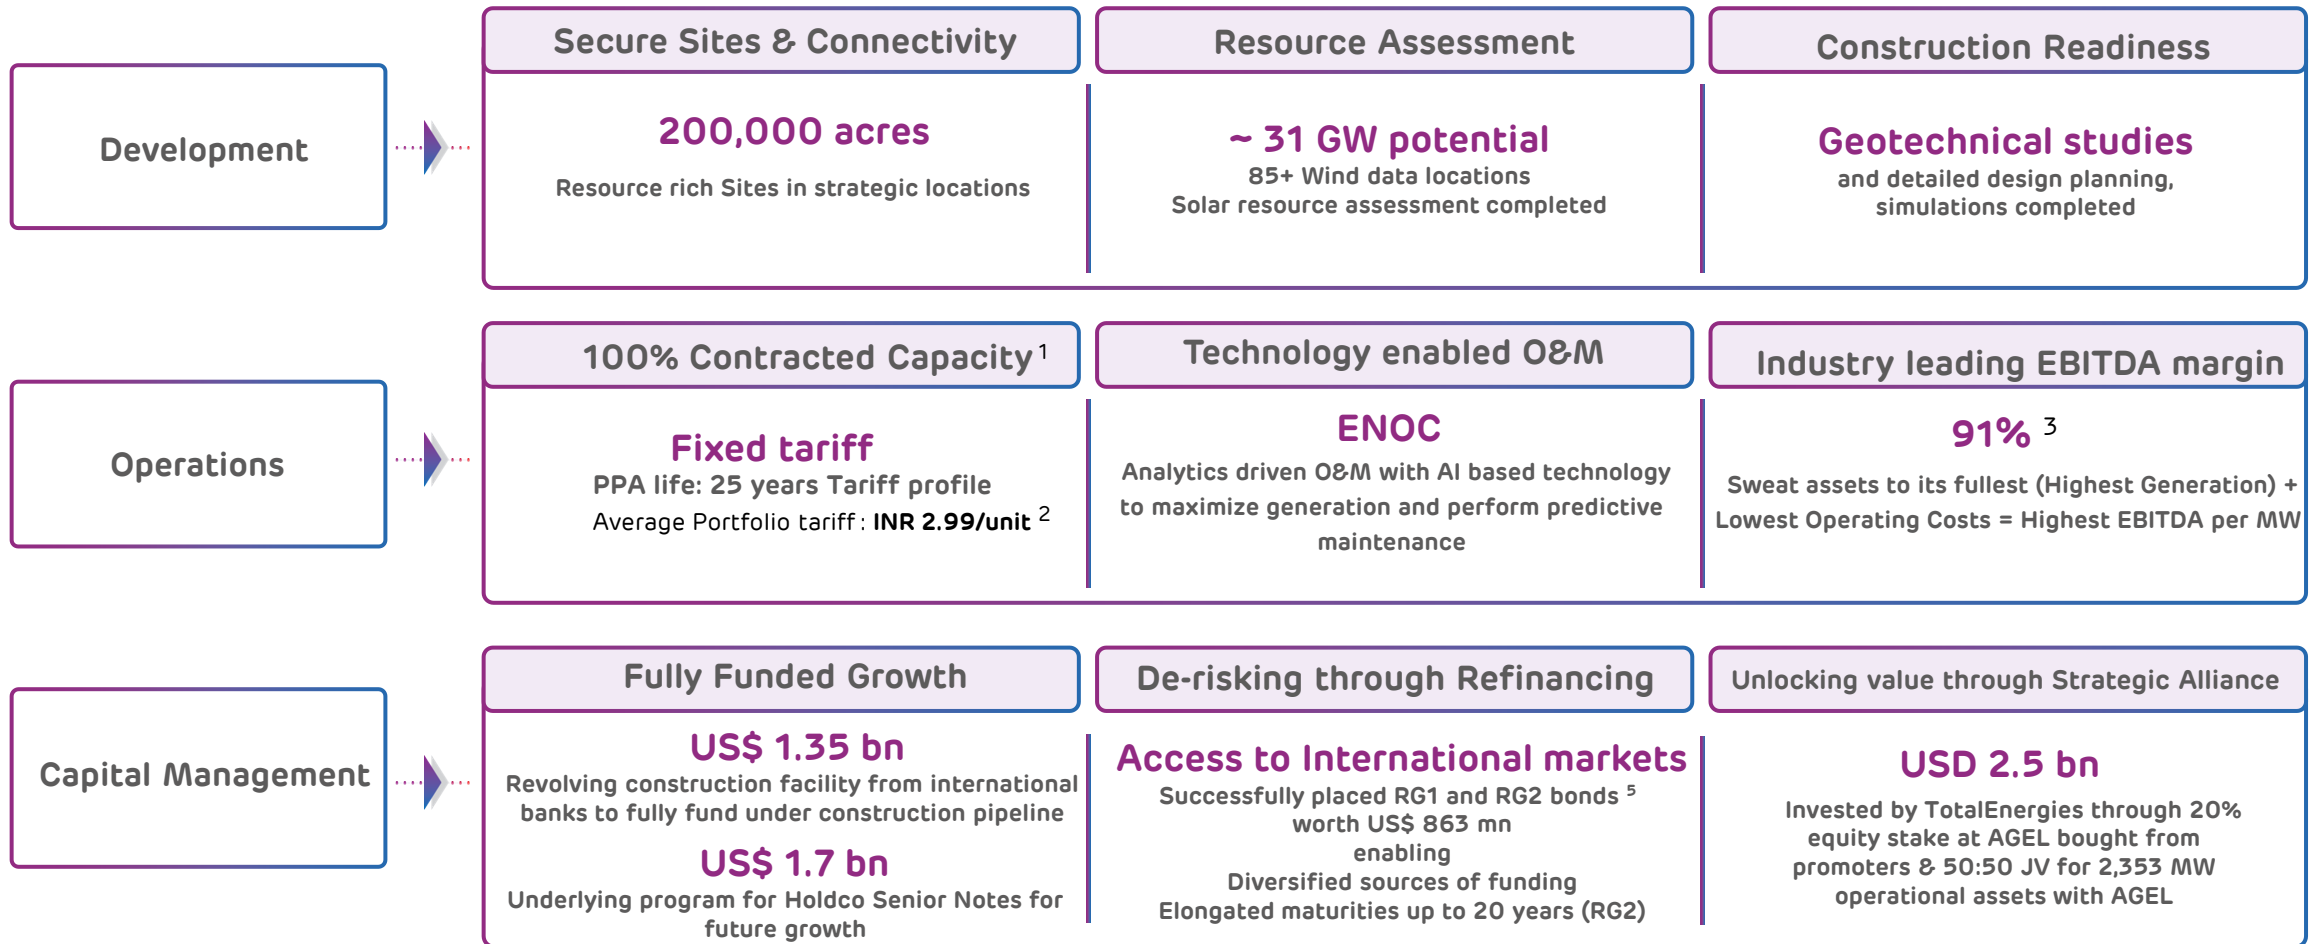 Development
Secure Sites & Connectivity
200,000 acres
Resource rich Sites in strategic locations
Resource Assessment
~ 31 GW potential
85+ Wind data locations
Solar resource assessment completed
Construction Readiness
Geotechnical studies
and detailed design planning,
simulations completed
Operations
100% Contracted Capacity 1
Fixed tariff
PPA life: 25 years Tariff profile
Average Portfolio tariff : INR 2.99/unit 2
Technology enabled O&M
ENOC
Analytics driven O&M with AI based technology
to maximize generation and perform predictive
maintenance
Industry leading EBITDA margin
91% 3
Sweat assets to its fullest (Highest Generation) +
Lowest Operating Costs = Highest EBITDA per MW
Capital Management
Fully Funded Growth
US$ 1.35 bn
Revolving construction facility from international
banks to fully fund under construction pipeline
US$ 1.7 bn
Underlying program for Holdco Senior Notes for
future growth
De-risking through Refinancing
Access to International markets
Successfully placed RG1 and RG2 bonds 5
worth US$ 863 mn
enabling
Diversified sources of funding
Elongated maturities up to 20 years (RG2)
Unlocking value through Strategic Alliance
USD 2.5 bn
Invested by TotalEnergies through 20%
equity stake at AGEL bought from
promoters & 50:50 JV for 2,353 MW
operational assets with AGEL